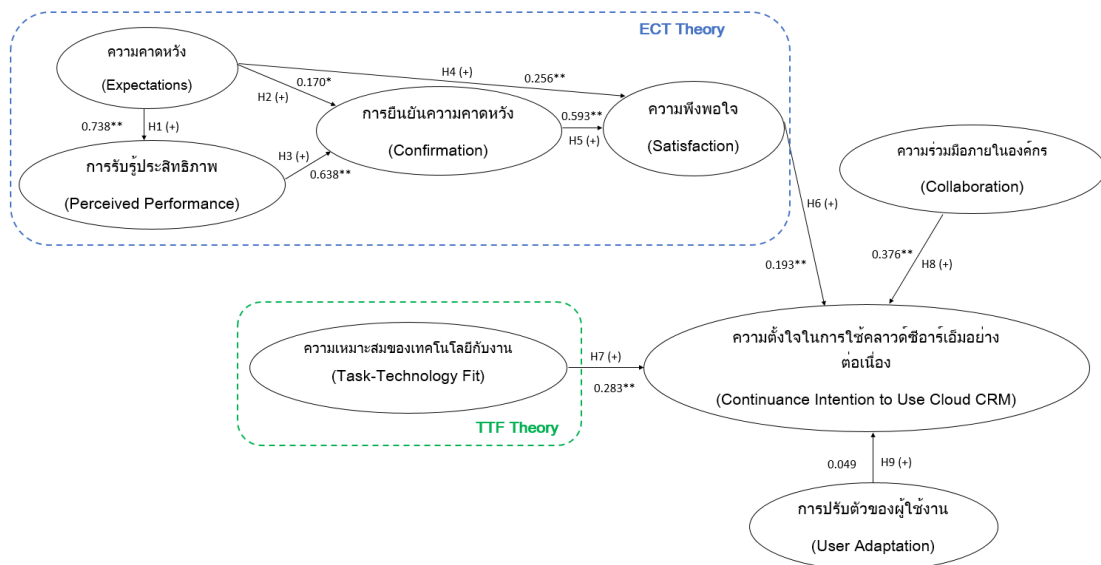 ECT Theory
ความคาดหวัง
(Expectations)
H4 (+)
0.256**
0.170*
H2 (+)
0.738**
H1 (+)
การยืนยันความคาดหวัง
(Confirmation)
0.593**
H5 (+)
ความพึงพอใจ
(Satisfaction)
การรับรู้ประสิทธิภาพ
(Perceived Performance)
H3 (+)
0.638**
ความร่วมมือภายในองค์กร
(Collaboration)
H6 (+)
0.193**
0.376**
H8 (+)
ความเหมาะสมของเทคโนโลยีกับงาน
(Task-Technology Fit)
H7 (+)
0.283**
TTF Theory
ความตั้งใจในการใช้คลาวด์ซีอาร์เอ็มอย่าง
ต่อเนื่อง
(Continuance Intention to Use Cloud CRM)
0.049
H9 (+)
การปรับตัวของผู้ใช้งาน
(User Adaptation)